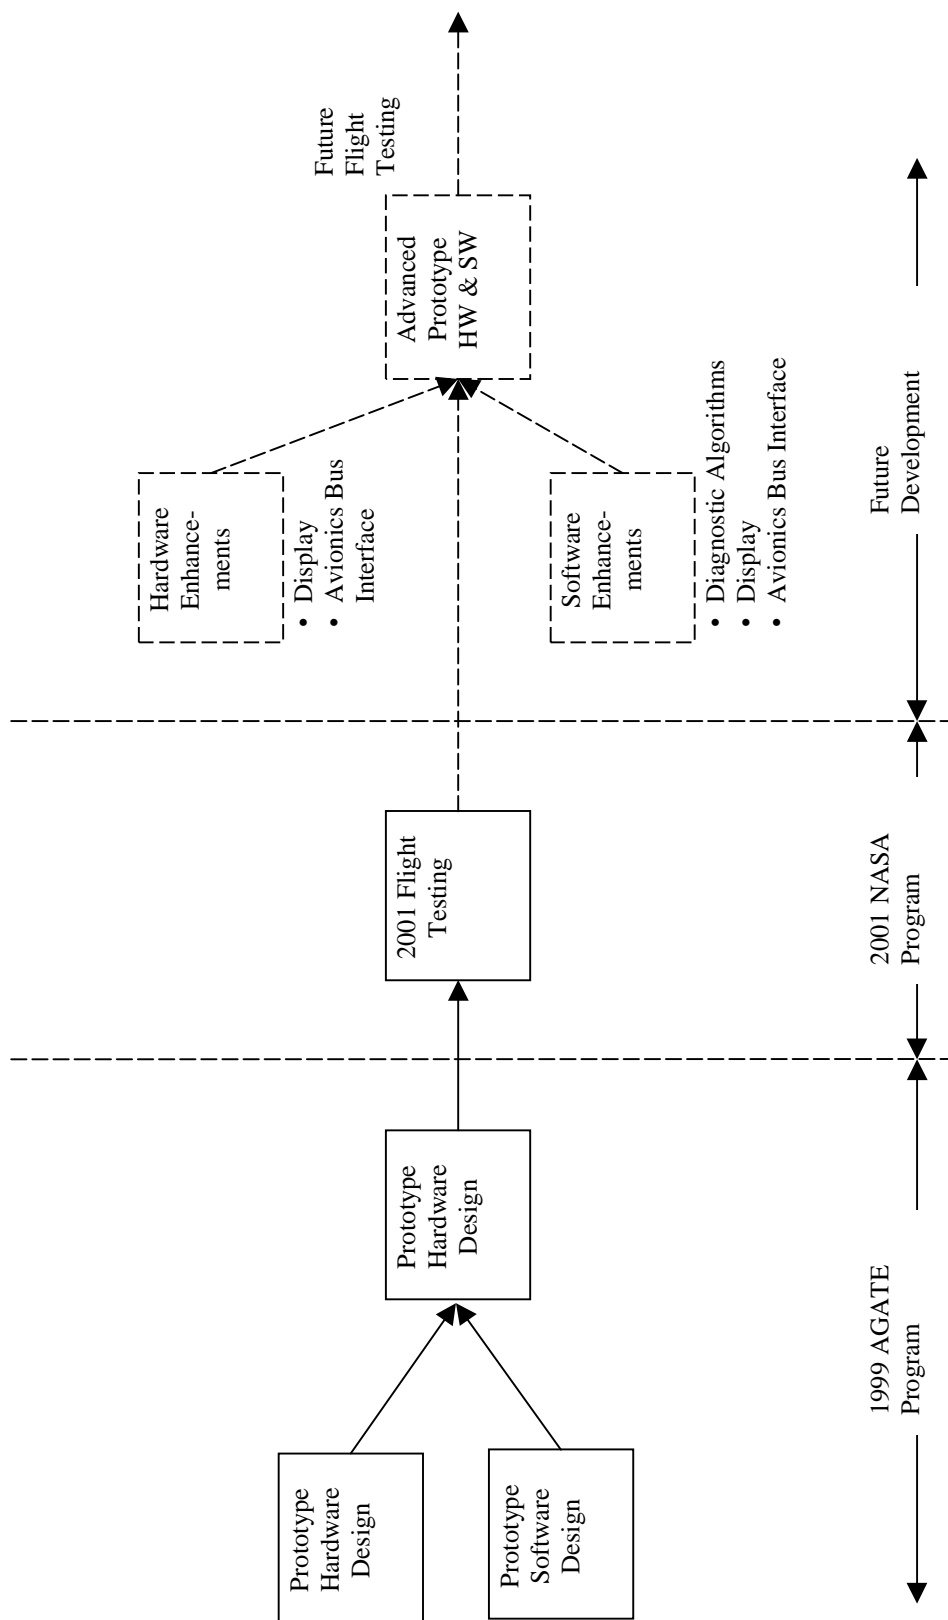 Prototype
Hardware
Design
Prototype
Software
Design
Prototype
Hardware
Design
2001 Flight
Testing
Hardware
Enhance-
ments
• Display
• Avionics Bus
Interface
Software
Enhance-
ments
• Diagnostic Algorithms
• Display
• Avionics Bus Interface
Advanced
Prototype
HW & SW
Future
Flight
Testing
1999 AGATE
Program
2001 NASA
Program
Future
Development